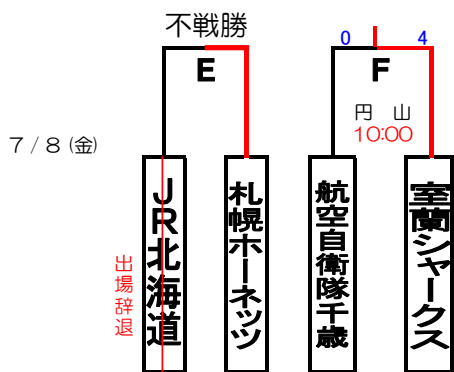 不戦勝
0 4
E F
円 山
10:00
7 / 8 (金)
出場辞退
JR北海道
札幌ホーネッツ
航空自衛隊千歳
室蘭シャークス